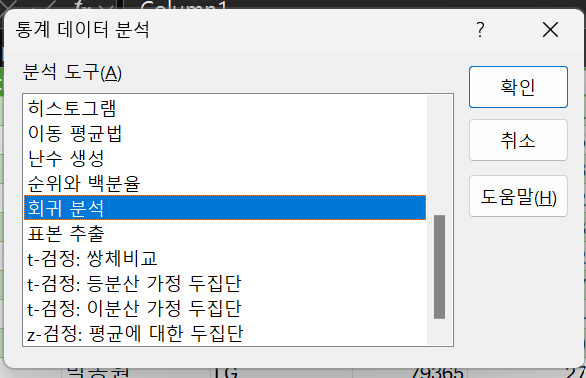 Column1
통계 데이터 분석
분석 도구(A)
히스토그램
이동 평균법
난수 생성
순위와 백분율
회귀 분석
표본 추출
t-검정: 쌍체비교
t-검정: 등분산 가정 두집단
t-검정: 이분산 가정 두집단
z-검정: 평균에 대한 두집단
확인
취소
도움말(H)
LG 79365 27